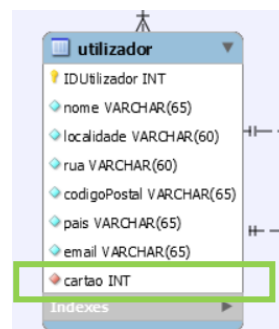 utilizador
IDUtilizador INT
nome VARCHAR(65)
localidade VARCHAR(60)
rua VARCHAR(60)
codigoPostal VARCHAR(65)
pais VARCHAR(65)
email VARCHAR(65)
cartao INT
Indexes